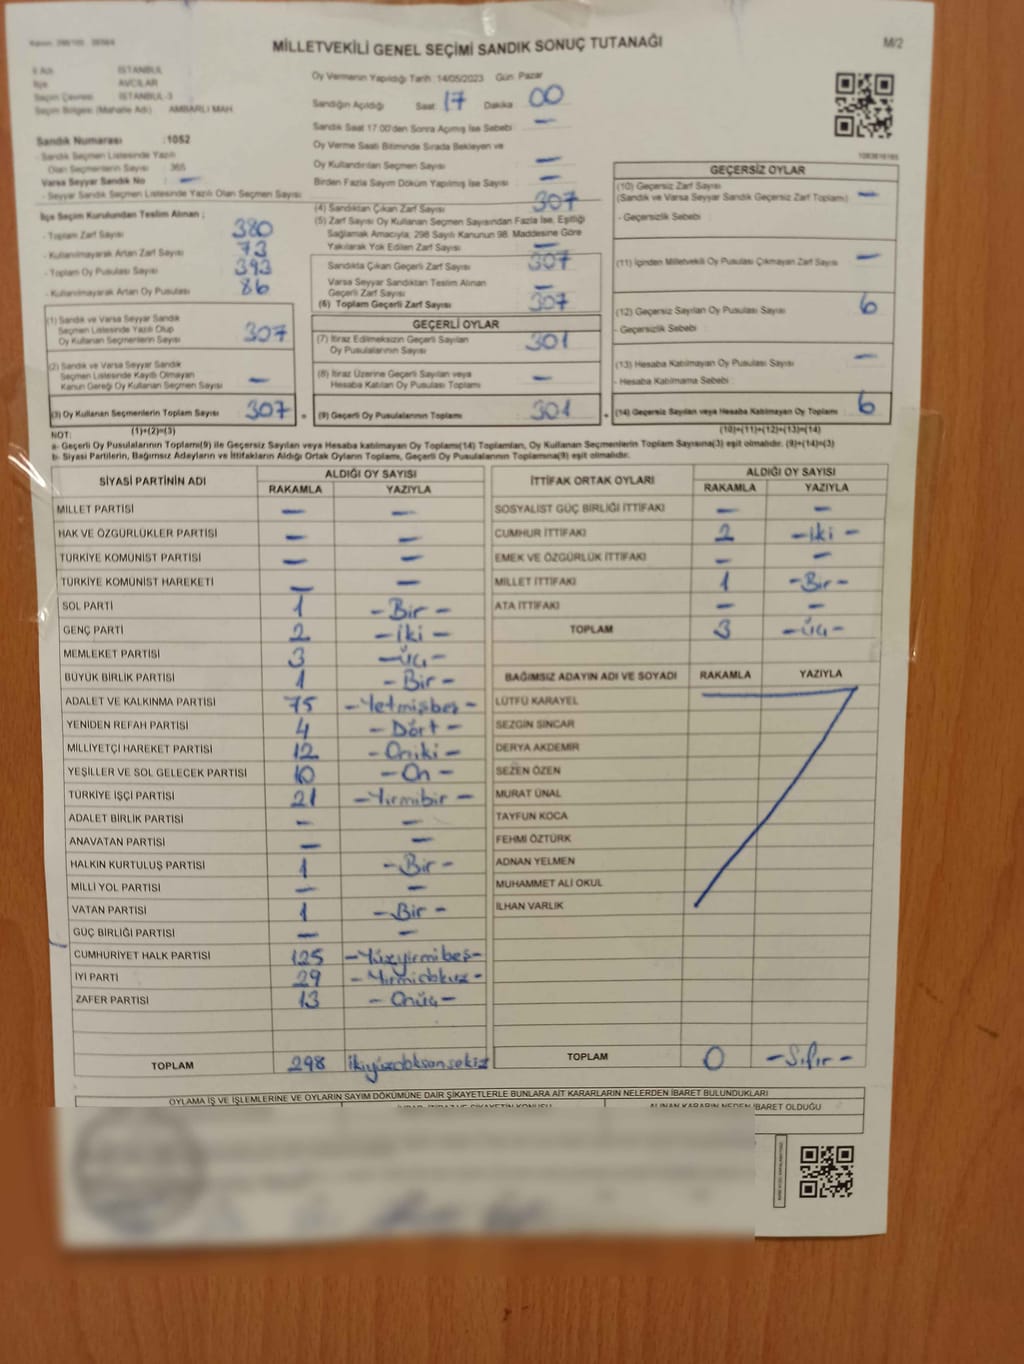 MİLLETVEKİLİ GENEL SEÇİMİ SANDIK SONUÇ TUTANAĞI
M/2
İl Adı İSTANBUL
İlçe AVCILAR
Seçim Çevresi İSTANBUL-3
Seçim Bölgesi (Mahalle Adı) AMBARLI MAH
Sandık Numarası :1052
- Sandık Seçmen Listesinde Yazılı
Olan Seçmenlerin Sayısı : 365
Varsa Seyyar Sandık No : —
- Seyyar Sandık Seçmen Listesinde Yazılı Olan Seçmen Sayısı
Oy Vermenin Yapıldığı Tarih :14/05/2023 Gün: Pazar
Sandığın Açıldığı Saat: 17 Dakika 00
Sandık Saat 17:00'den Sonra Açımış İse Sebebi : —
Oy Verme Saati Bitiminde Sırada Bekleyen ve
Oy Kullandırılan Seçmen Sayısı : —
Birden Fazla Sayım Döküm Yapılmış İse Sayısı : —
İlçe Seçim Kurulundan Teslim Alınan ;
- Toplam Zarf Sayısı : 380
- Kullanılmayarak Artan Zarf Sayısı : 73
- Toplam Oy Pusulası Sayısı : 393
- Kullanılmayarak Artan Oy Pusulası : 86
(1) Sandık ve Varsa Seyyar Sandık
Seçmen Listesinde Yazılı Olup
Oy Kullanan Seçmenlerin Sayısı : 307
(2) Sandık ve Varsa Seyyar Sandık
Seçmen Listesinde Kayıtlı Olmayan
Kanun Gereği Oy Kullanan Seçmen Sayısı : —
(3) Oy Kullanan Seçmenlerin Toplam Sayısı : 307
(1)+(2)=(3)
(4) Sandıktan Çıkan Zarf Sayısı : 307
(5) Zarf Sayısı Oy Kullanan Seçmen Sayısından Fazla İse, Eşitliği
Sağlamak Amacıyla; 298 Sayılı Kanunun 98. Maddesine Göre
Yakılarak Yok Edilen Zarf Sayısı : —
Sandıkta Çıkan Geçerli Zarf Sayısı : 307
Varsa Seyyar Sandıktan Teslim Alınan
Geçerli Zarf Sayısı : —
(6) Toplam Geçerli Zarf Sayısı : 307
GEÇERLİ OYLAR
(7) İtiraz Edilmeksizin Geçerli Sayılan
Oy Pusulalarının Sayısı : 301
(8) İtiraz Üzerine Geçerli Sayılan veya
Hesaba Katılan Oy Pusulası Toplamı : —
= (9) Geçerli Oy Pusulalarının Toplamı : 301
GEÇERSİZ OYLAR
(10) Geçersiz Zarf Sayısı
(Sandık ve Varsa Seyyar Sandık Geçersiz Zarf Toplamı) : —
- Geçersizlik Sebebi :
(11) İçinden Milletvekili Oy Pusulası Çıkmayan Zarf Sayısı : —
(12) Geçersiz Sayılan Oy Pusulası Sayısı : 6
- Geçersizlik Sebebi :
(13) Hesaba Katılmayan Oy Pusulası Sayısı : —
- Hesaba Katılmama Sebebi :
+ (14) Geçersiz Sayılan veya Hesaba Katılmayan Oy Toplamı : 6
(10)+(11)+(12)+(13)=(14)
NOT:
a- Geçerli Oy Pusulalarının Toplamı(9) ile Geçersiz Sayılan veya Hesaba katılmayan Oy Toplamı(14) Toplamları, Oy Kullanan Seçmenlerin Toplam Sayısına(3) eşit olmalıdır. (9)+(14)=(3)
b- Siyasi Partilerin, Bağımsız Adayların ve İttifakların Aldığı Ortak Oyların Toplamı, Geçerli Oy Pusulalarının Toplamına(9) eşit olmalıdır.
SİYASİ PARTİNİN ADI ALDIĞI OY SAYISI
RAKAMLA YAZIYLA
MİLLET PARTİSİ — —
HAK VE ÖZGÜRLÜKLER PARTİSİ — —
TÜRKİYE KOMÜNİST PARTİSİ — —
TÜRKİYE KOMÜNİST HAREKETİ — —
SOL PARTİ 1 -Bir-
GENÇ PARTİ 2 -iki-
MEMLEKET PARTİSİ 3 -Üç-
BÜYÜK BİRLİK PARTİSİ 1 -Bir-
ADALET VE KALKINMA PARTİSİ 75 -Yetmişbeş-
YENİDEN REFAH PARTİSİ 4 -Dört-
MİLLİYETÇİ HAREKET PARTİSİ 12 -Oniki-
YEŞİLLER VE SOL GELECEK PARTİSİ 10 -On-
TÜRKİYE İŞÇİ PARTİSİ 21 -Yirmibir-
ADALET BİRLİK PARTİSİ — —
ANAVATAN PARTİSİ — —
HALKIN KURTULUŞ PARTİSİ 1 -Bir-
MİLLİ YOL PARTİSİ — —
VATAN PARTİSİ 1 -Bir-
GÜÇ BİRLİĞİ PARTİSİ — —
CUMHURİYET HALK PARTİSİ 125 -Yüzyirmibeş-
İYİ PARTİ 29 -Yirmidokuz-
ZAFER PARTİSİ 13 -Onüç-
TOPLAM 298 ikiyüzdoksansekiz
İTTİFAK ORTAK OYLARI ALDIĞI OY SAYISI
RAKAMLA YAZIYLA
SOSYALİST GÜÇ BİRLİĞİ İTTİFAKI — —
CUMHUR İTTİFAKI 2 -iki-
EMEK VE ÖZGÜRLÜK İTTİFAKI — —
MİLLET İTTİFAKI 1 -Bir-
ATA İTTİFAKI — —
TOPLAM 3 -Üç-
BAĞIMSIZ ADAYIN ADI VE SOYADI RAKAMLA YAZIYLA
LÜTFÜ KARAYEL
SEZGİN SİNCAR
DERYA AKDEMİR
SEZEN ÖZEN
MURAT ÜNAL
TAYFUN KOCA
FEHMİ ÖZTÜRK
ADNAN YELMEN
MUHAMMET ALİ OKUL
İLHAN VARLIK
TOPLAM 0 -Sıfır-
OYLAMA İŞ VE İŞLEMLERİNE VE OYLARIN SAYIM DÖKÜMÜNE DAİR ŞİKAYETLERLE BUNLARA AİT KARARLARIN NELERDEN İBARET BULUNDUKLARI
ALINAN KARARIN NEDEN İBARET OLDUĞU